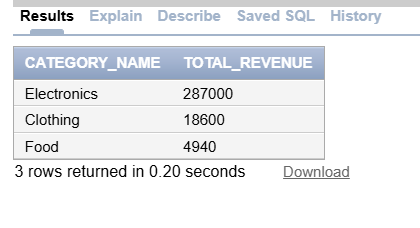 Results Explain Describe Saved SQL History
CATEGORY_NAME TOTAL_REVENUE
Electronics 287000
Clothing 18600
Food 4940
3 rows returned in 0.20 seconds Download